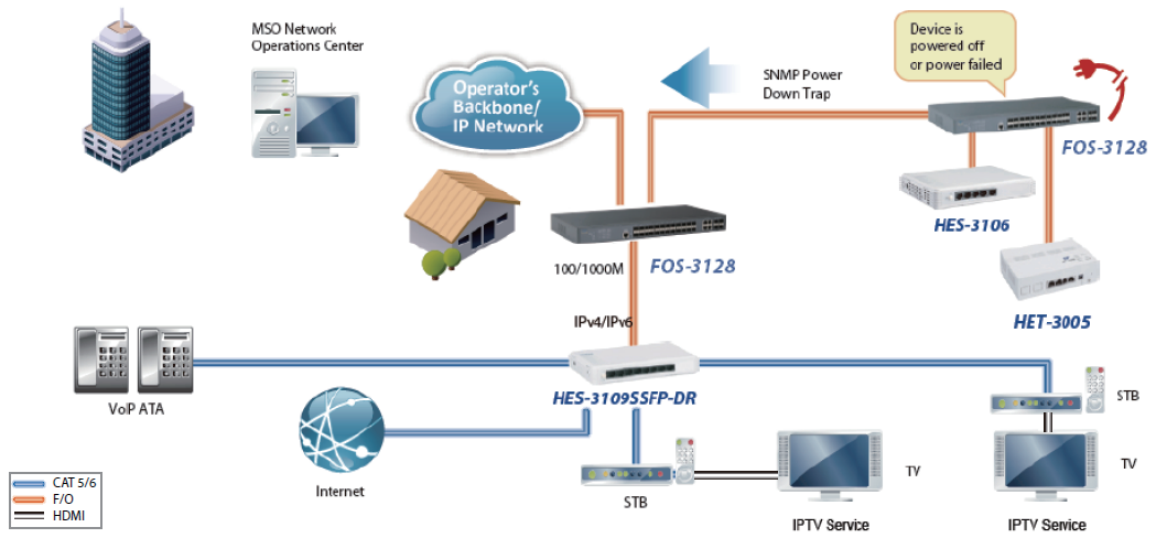 MSO Network
Operations Center
Operator's
Backbone/
IP Network
SNMP Power
Down Trap
Device is
powered off
or power failed
FOS-3128
HES-3106
HET-3005
100/1000M
FOS-3128
IPv4/IPv6
HES-3109SSFP-DR
VoIP ATA
Internet
STB
TV
IPTV Service
STB
TV
IPTV Service
CAT 5/6
F/O
HDMI